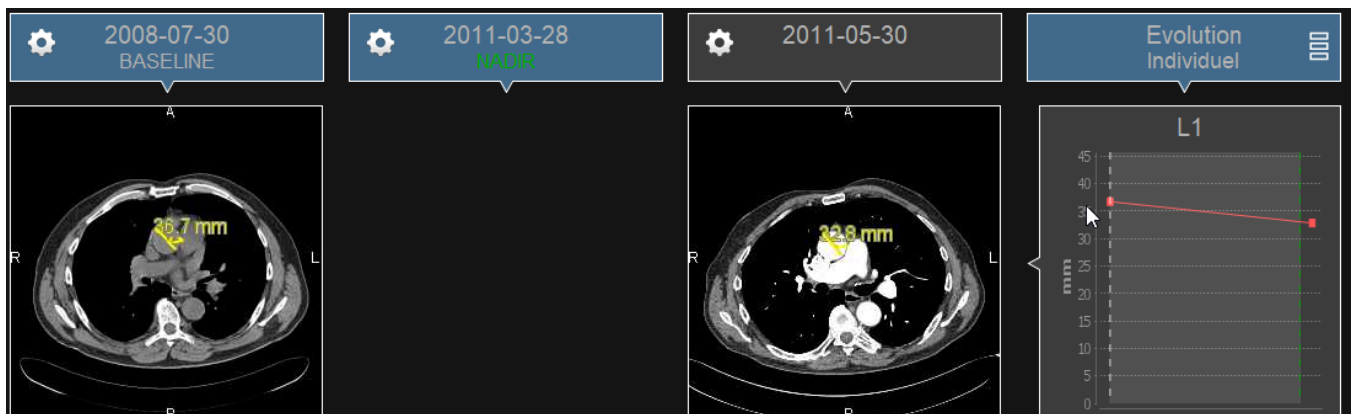 2008-07-30
BASELINE
2011-03-28
NADIR
2011-05-30
Evolution
Individuel
A
R
L
36.7 mm
A
R
L
32.8 mm
L1
45
40
30
25
20
15
10
5
0
mm